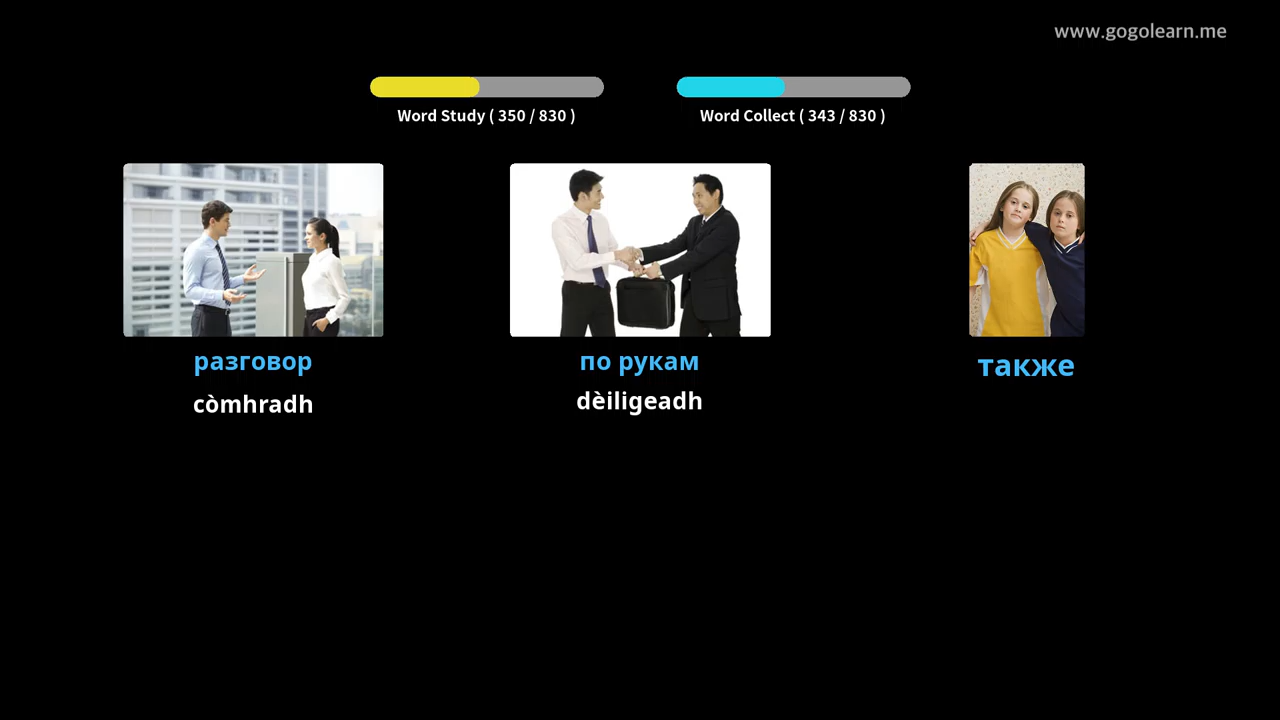 www.gogolearn.me
Word Study ( 350 / 830 )
Word Collect ( 343 / 830 )
разговор
còmhradh
по рукам
dèiligeadh
также